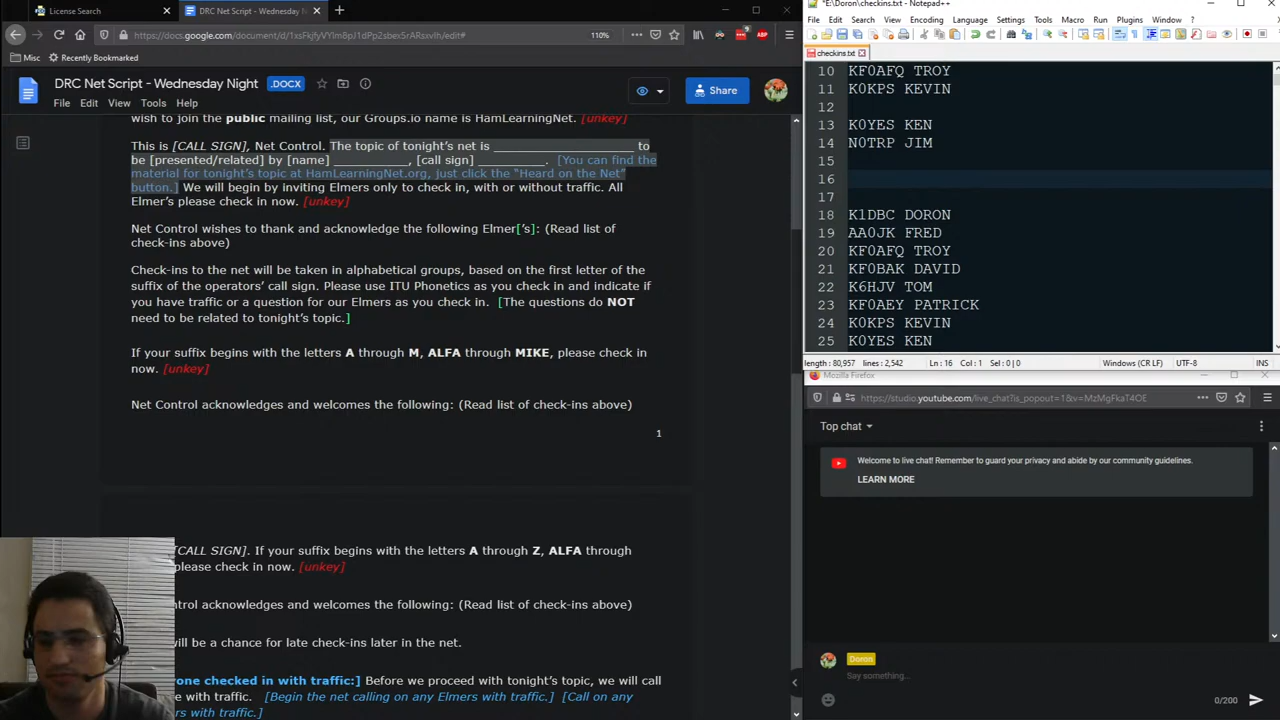 License Search
DRC Net Script - Wednesday N
https://
110%
Misc
Recently Bookmarked
DRC Net Script - Wednesday Night
.DOCX
File Edit View Tools Help
Share
wish to join the public mailing list, our Groups.io name is HamLearningNet. [unkey]
This is [CALL SIGN], Net Control. The topic of tonight's net is ____________________ to
be [presented/rated] by [name] ___________, [call sign] __________. [You can find the
material for tonight's topic at HamLearningNet.org, just click the "Heard on the Net"
button.] We will begin by inviting Elmers only to check in, with or without traffic. All
Elmer's please check in now. [unkey]
Net Control wishes to thank and acknowledge the following Elmer['s]: (Read list of
check-ins above)
Check-ins to the net will be taken in alphabetical groups, based on the first letter of the
suffix of your call sign. Please use ITU Phonetics as you check in and indicate if
you have traffic or a question for our Elmers as you check in. [The questions do NOT
need to be related to tonight's topic.]
If your suffix begins with the letters A through M, ALFA through MIKE, please check in
now. [unkey]
Net Control acknowledges the following: (Read list of check-ins above)
1
[CALL SIGN]. If your suffix begins with the letters A through Z, ALFA through
please check in now. [unkey]
ntrol acknowledges and welcomes the following: (Read list of check-ins above)
will be a chance for late check-ins later in the net.
on checked in with traffic:] Before we proceed with tonight's topic, we will call
e traffic. [Begin the net calling on any stations with traffic.] [Call on any
ers with traffic.]
*E:\Doron\checkins.txt - Notepad++
File Edit Search View Encoding Language Settings Tools Macro Run Plugins Window ?
checkins.txt
10 KF0AFQ TROY
11 K0KPS KEVIN
12
13 K0YES KEN
14 N0TRP JIM
15
16
17
18 K1DBC DORON
19 AA0JK FRED
20 KF0AFQ TROY
21 KF0BAK DAVID
22 K6HJV TOM
23 KF0AEY PATRICK
24 K0KPS KEVIN
25 K0YES KEN
length : 80,957 lines : 2,542
Ln : 16 Col : 1 Sel : 0 | 0
Windows (CR LF)
UTF-8
INS
Mozilla Firefox
https://studio.youtube.com/live_chat?is_popout=1&v=MzMgFkaT4OE
Top chat
Welcome to live chat! Remember to guard your privacy and abide by our community guidelines.
LEARN MORE
Doron
Say something...
0/200